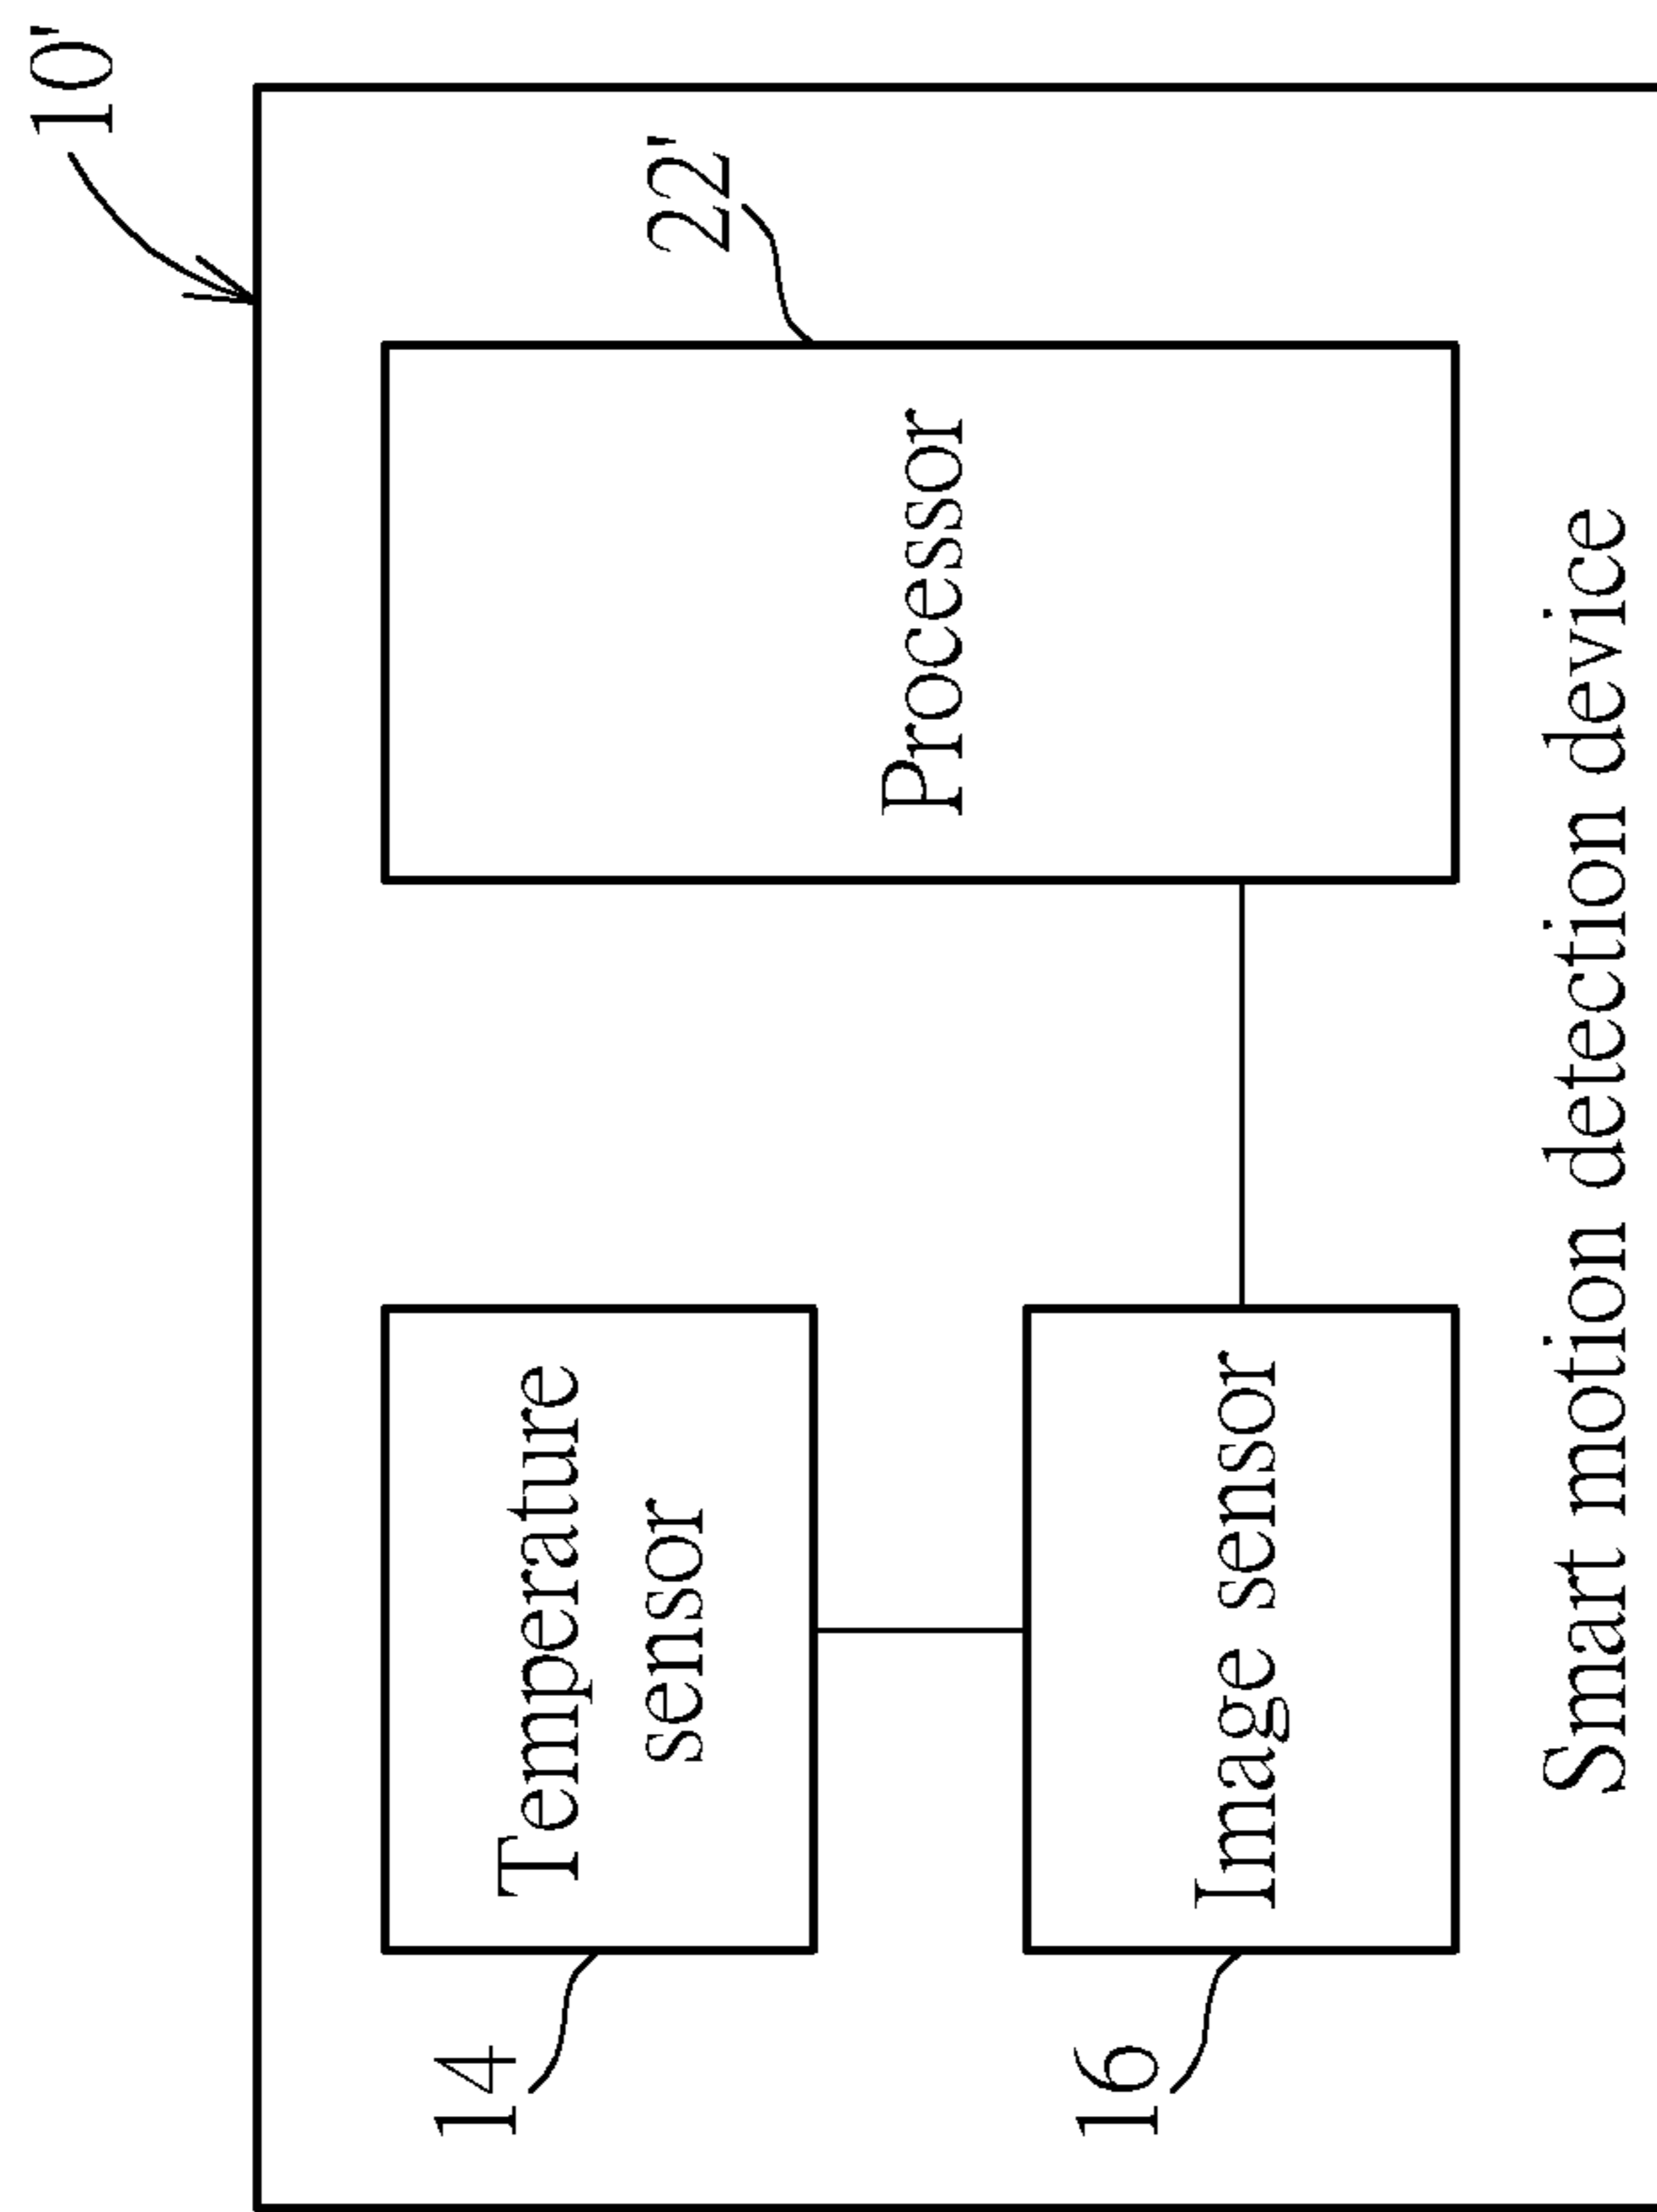 10'
22'
14
Temperature
sensor
Processor
16
Image sensor
Smart motion detection device